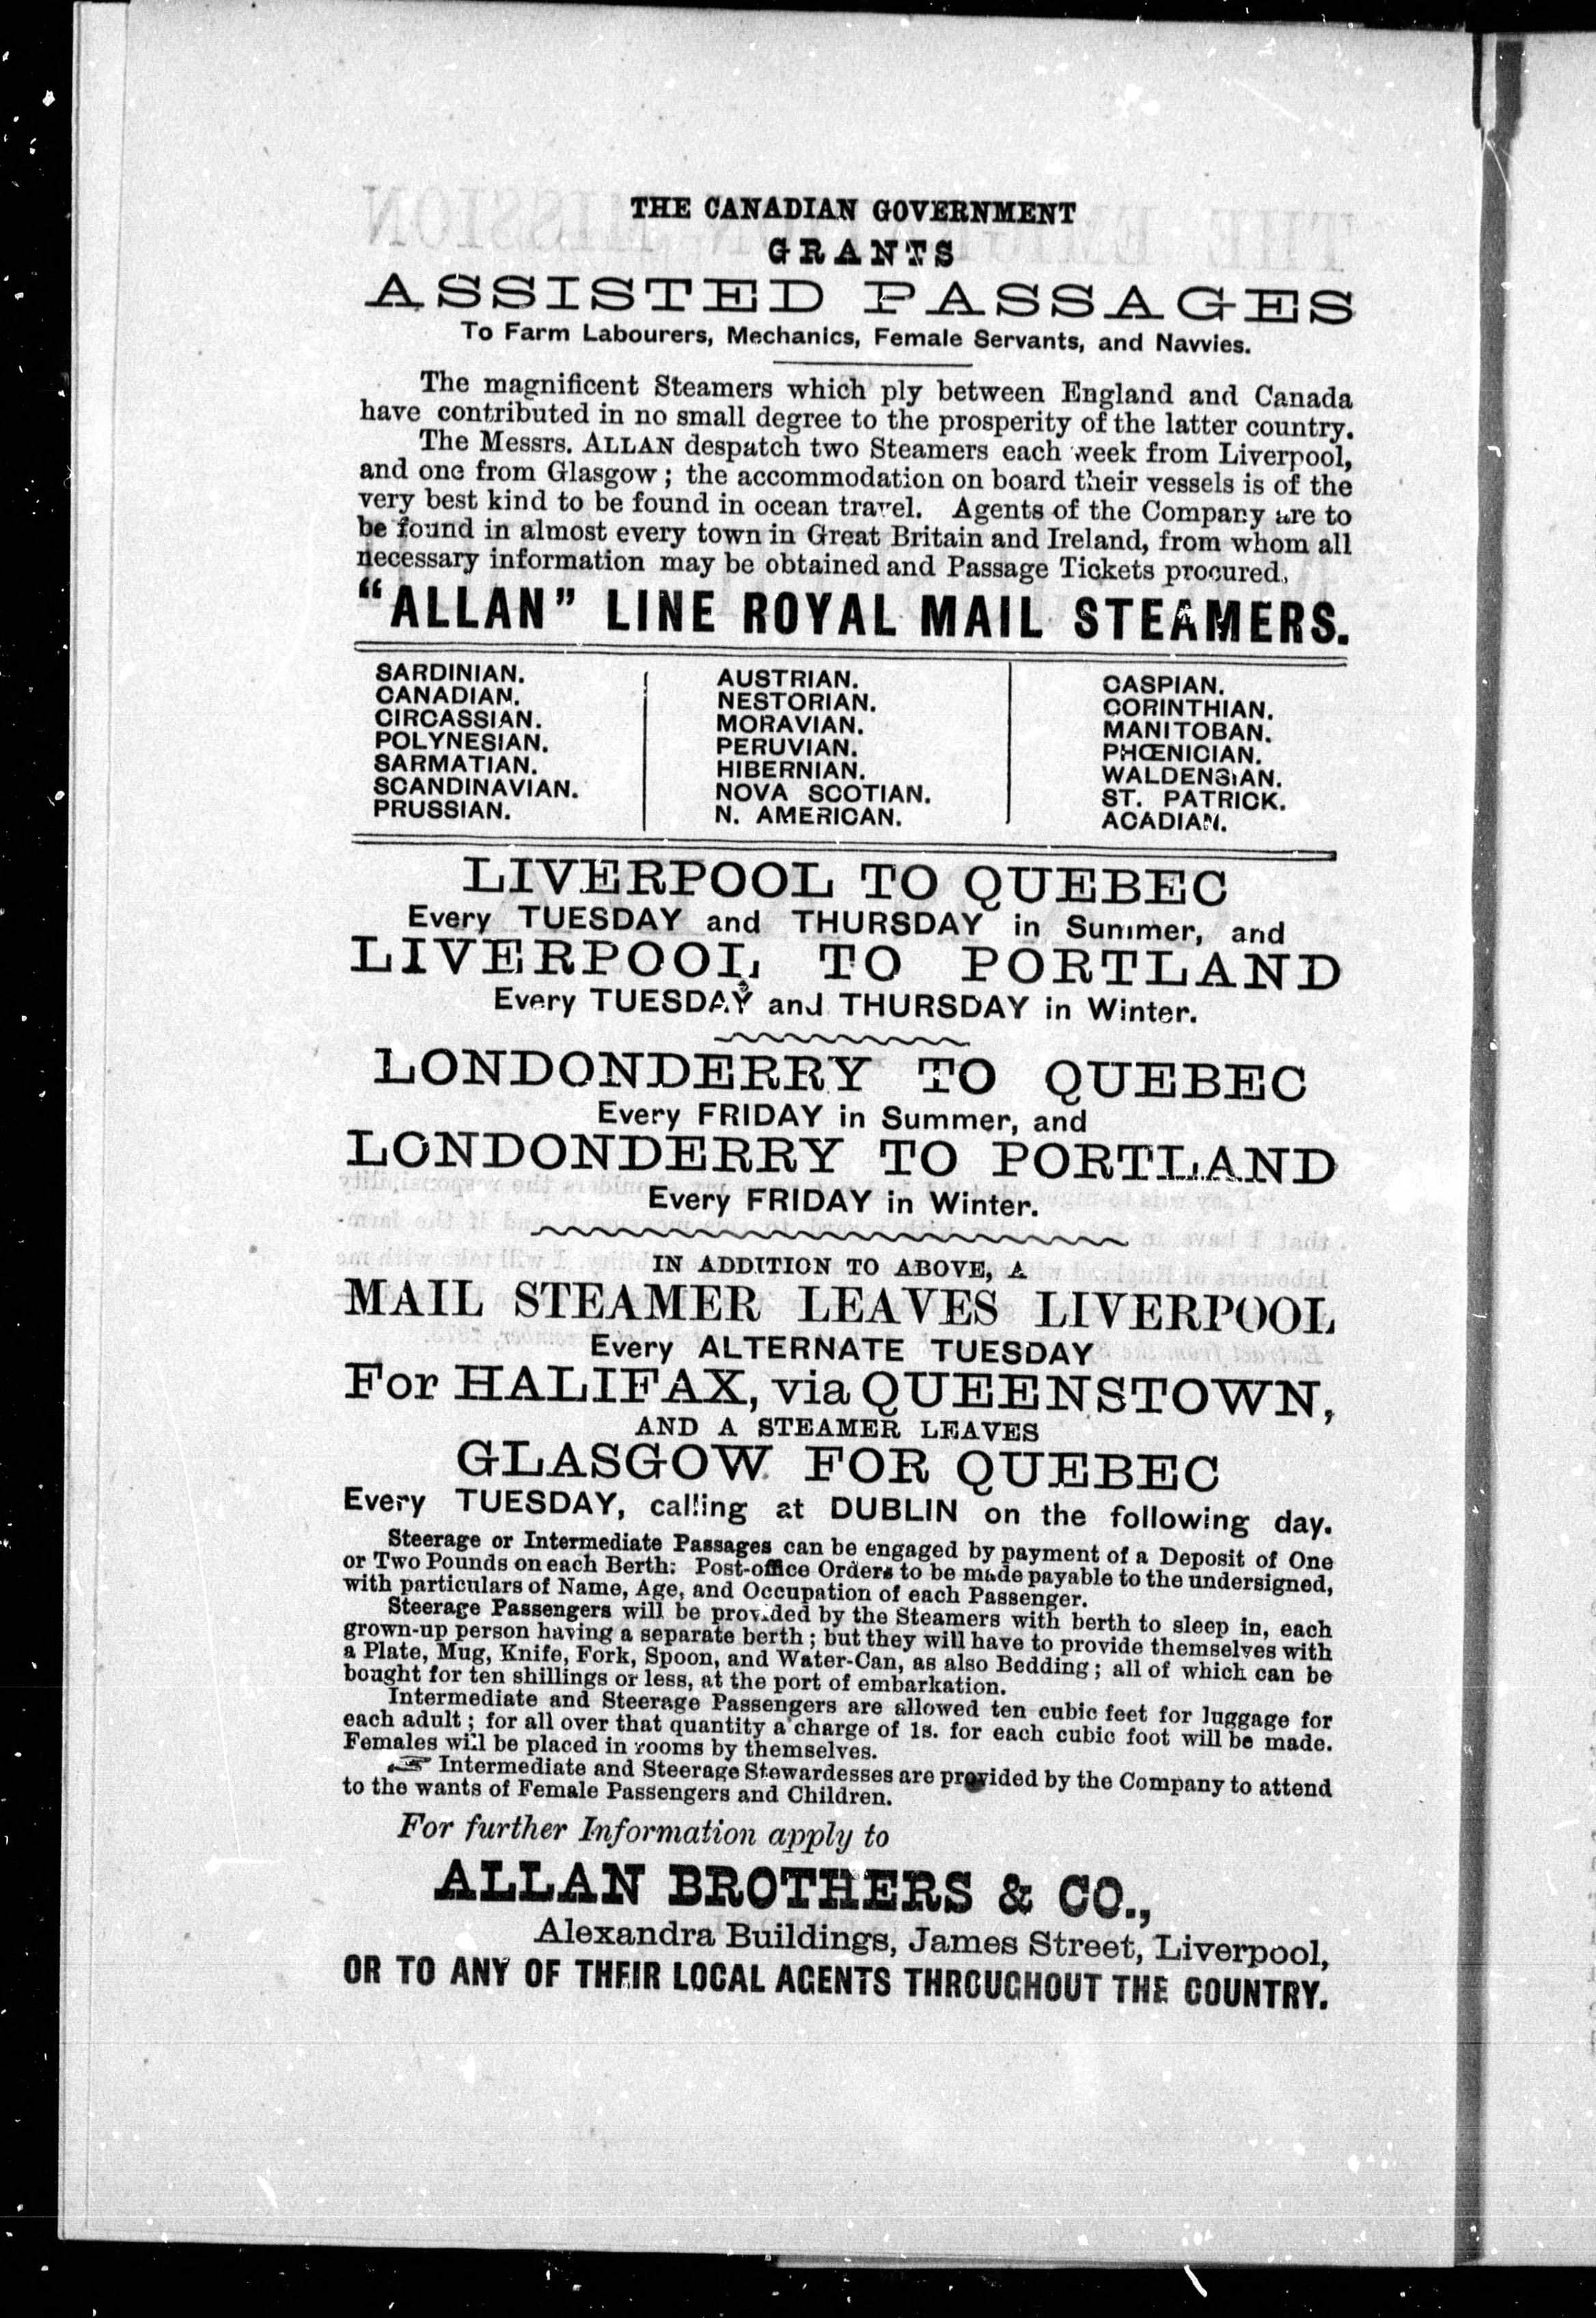 THE CANADIAN GOVERNMENT
GRANTS
ASSISTED PASSAGES
To Farm Labourers, Mechanics, Female Servants, and Navvies.
The magnificent Steamers which ply between England and Canada
have contributed in no small degree to the prosperity of the latter country.
The Messrs. ALLAN despatch two Steamers each week from Liverpool,
and one from Glasgow; the accommodation on board their vessels is of the
very best kind to be found in ocean travel. Agents of the Company are to
be found in almost every town in Great Britain and Ireland, from whom all
necessary information may be obtained and Passage Tickets procured.
"ALLAN" LINE ROYAL MAIL STEAMERS.
SARDINIAN.
CANADIAN.
CIRCASSIAN.
POLYNESIAN.
SARMATIAN.
SCANDINAVIAN.
PRUSSIAN.
AUSTRIAN.
NESTORIAN.
MORAVIAN.
PERUVIAN.
HIBERNIAN.
NOVA SCOTIAN.
N. AMERICAN.
CASPIAN.
CORINTHIAN.
MANITOBAN.
PHŒNICIAN.
WALDENSIAN.
ST. PATRICK.
ACADIAN.
LIVERPOOL TO QUEBEC
Every TUESDAY and THURSDAY in Summer, and
LIVERPOOL TO PORTLAND
Every TUESDAY and THURSDAY in Winter.
LONDONDERRY TO QUEBEC
Every FRIDAY in Summer, and
LONDONDERRY TO PORTLAND
Every FRIDAY in Winter.
IN ADDITION TO ABOVE, A
MAIL STEAMER LEAVES LIVERPOOL
Every ALTERNATE TUESDAY
For HALIFAX, via QUEENSTOWN,
AND A STEAMER LEAVES
GLASGOW FOR QUEBEC
Every TUESDAY, calling at DUBLIN on the following day.
Steerage or Intermediate Passages can be engaged by payment of a Deposit of One
or Two Pounds on each Berth: Post-office Orders to be made payable to the undersigned,
with particulars of Name, Age, and Occupation of each Passenger.
Steerage Passengers will be provided by the Steamers with berth to sleep in, each
grown-up person having a separate berth; but they will have to provide themselves with
a Plate, Mug, Knife, Fork, Spoon, and Water-Can, as also Bedding; all of which can be
bought for ten shillings or less, at the port of embarkation.
Intermediate and Steerage Passengers are allowed ten cubic feet for luggage for
each adult; for all over that quantity a charge of 1s. for each cubic foot will be made.
Females will be placed in rooms by themselves.
☞ Intermediate and Steerage Stewardesses are provided by the Company to attend
to the wants of Female Passengers and Children.
For further Information apply to
ALLAN BROTHERS & CO.,
Alexandra Buildings, James Street, Liverpool,
OR TO ANY OF THEIR LOCAL AGENTS THROUGHOUT THE COUNTRY.